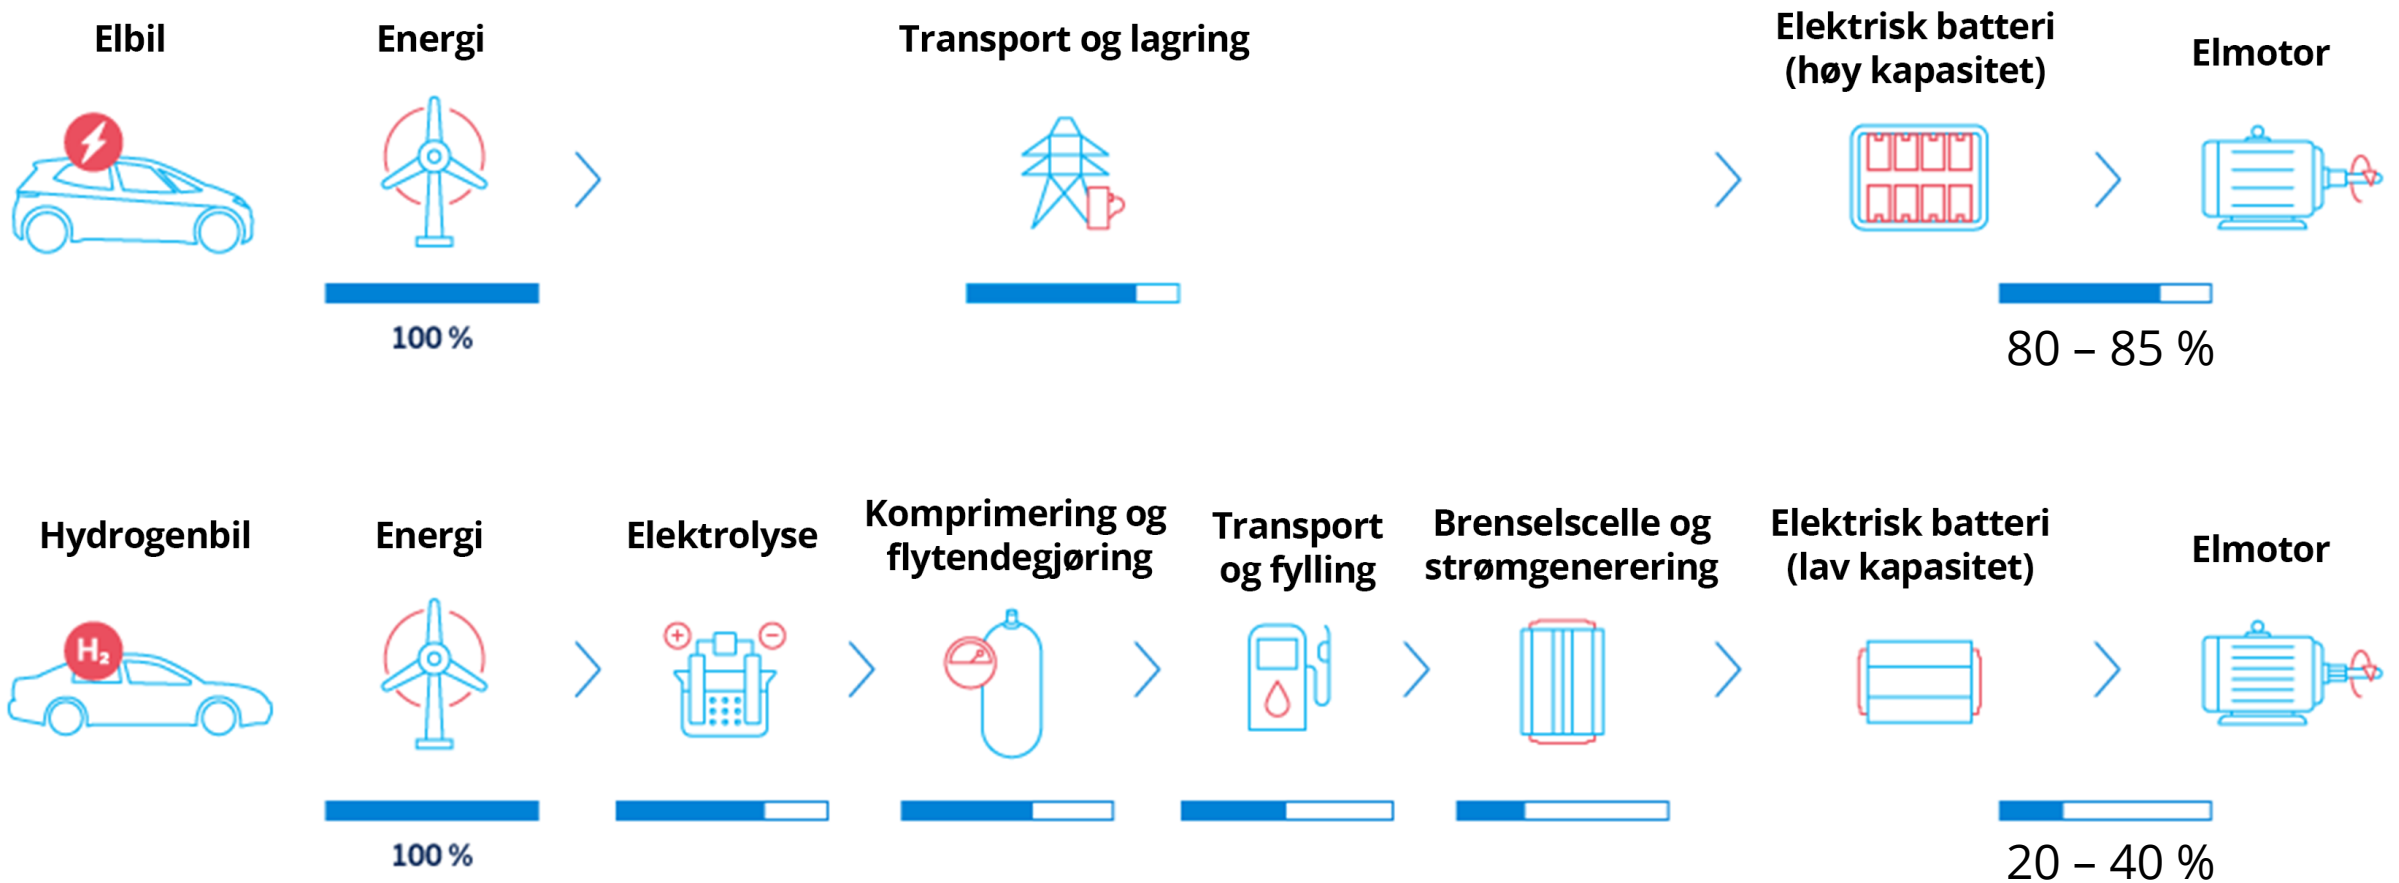 Elbil
Energi
Transport og lagring
Elektrisk batteri
(høy kapasitet)
Elmotor
100 %
80 – 85 %
Hydrogenbil
Energi
Elektrolyse
Komprimering og
flytendegjøring
Transport
og fylling
Brenselscelle og
strømgenerering
Elektrisk batteri
(lav kapasitet)
Elmotor
H₂
100 %
20 – 40 %